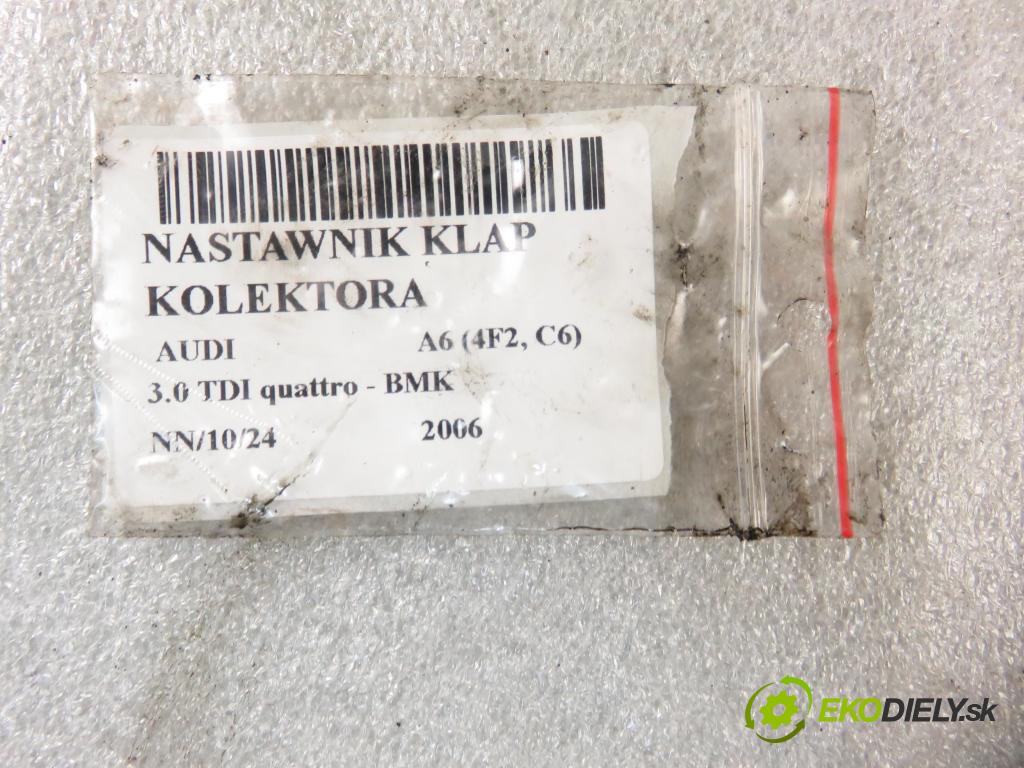 NASTAWNIK KLAP
KOLEKTORA
AUDI A6 (4F2, C6)
3.0 TDI quattro - BMK
NN/10/24 2006
EKODIELY.sk